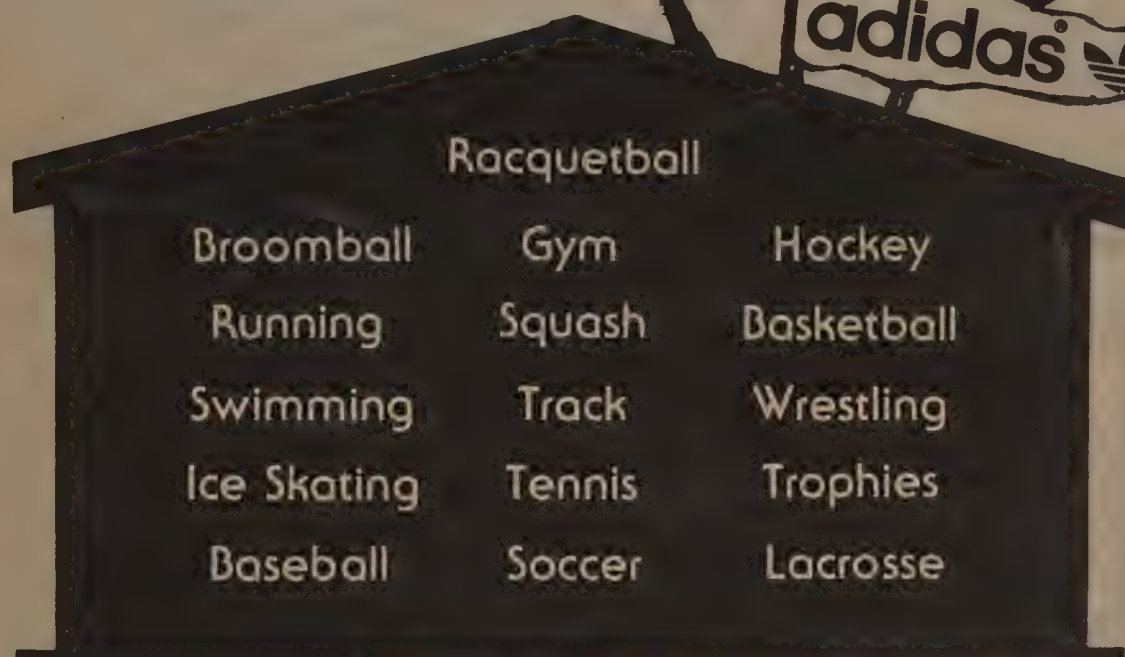 adidas
Racquetball
Broomball Gym Hockey
Running Squash Basketball
Swimming Track Wrestling
Ice Skating Tennis Trophies
Baseball Soccer Lacrosse